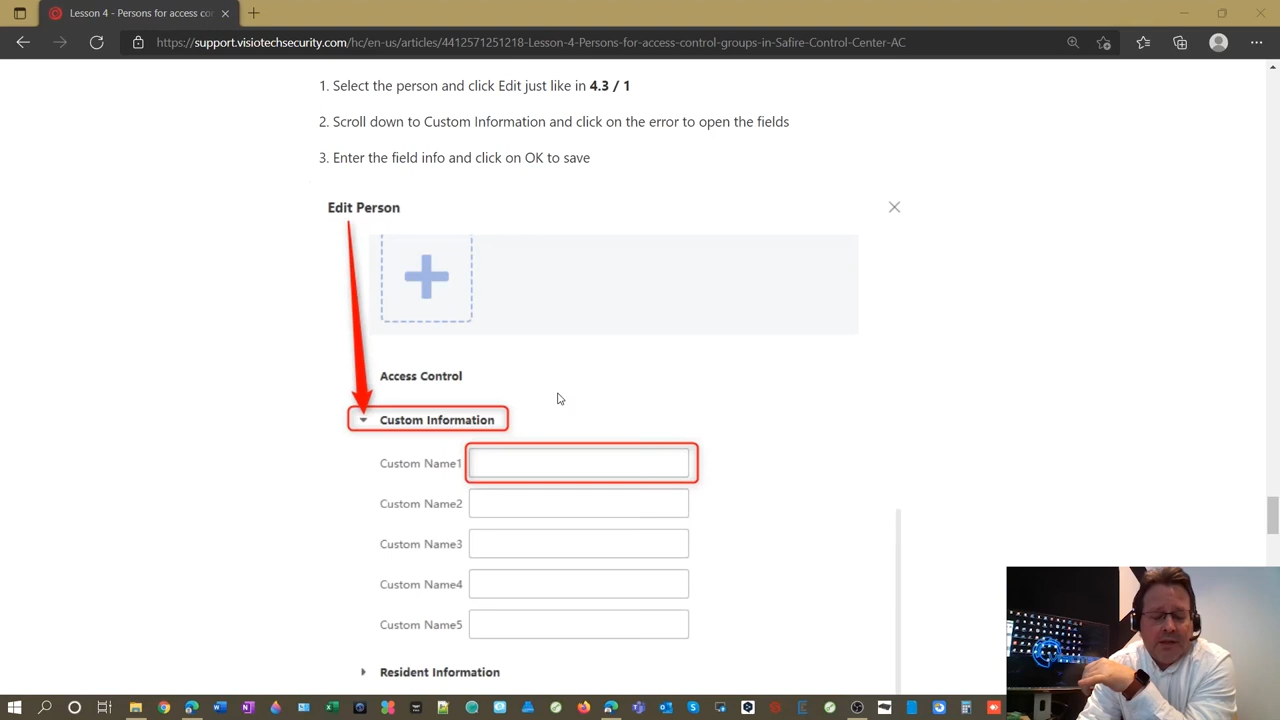 Lesson 4 - Persons for access co
https://support.visiotechsecurity.com/hc/en-us/articles/4412571251218-Lesson-4-Persons-for-access-control-groups-in-Safire-Control-Center-AC
1. Select the person and click Edit just like in 4.3 / 1
2. Scroll down to Custom Information and click on the error to open the fields
3. Enter the field info and click on OK to save
Edit Person
Access Control
Custom Information
Custom Name1
Custom Name2
Custom Name3
Custom Name4
Custom Name5
Resident Information